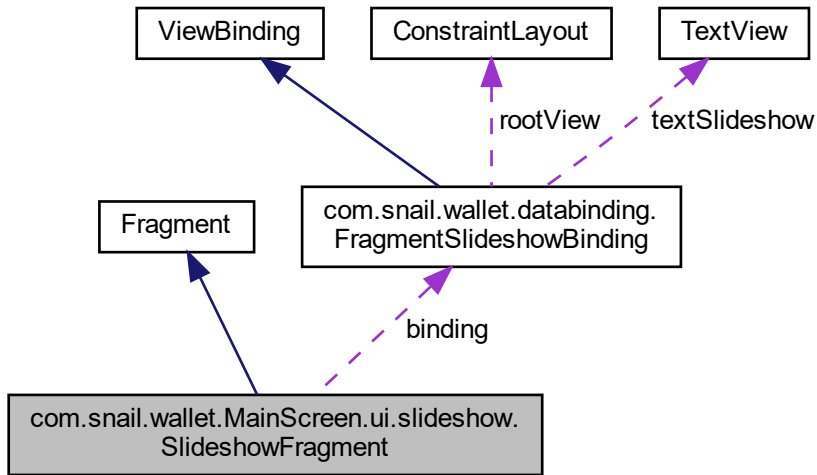 ViewBinding
ConstraintLayout
TextView
rootView
textSlideshow
Fragment
com.snail.wallet.databinding.
FragmentSlideshowBinding
binding
com.snail.wallet.MainScreen.ui.slideshow.
SlideshowFragment